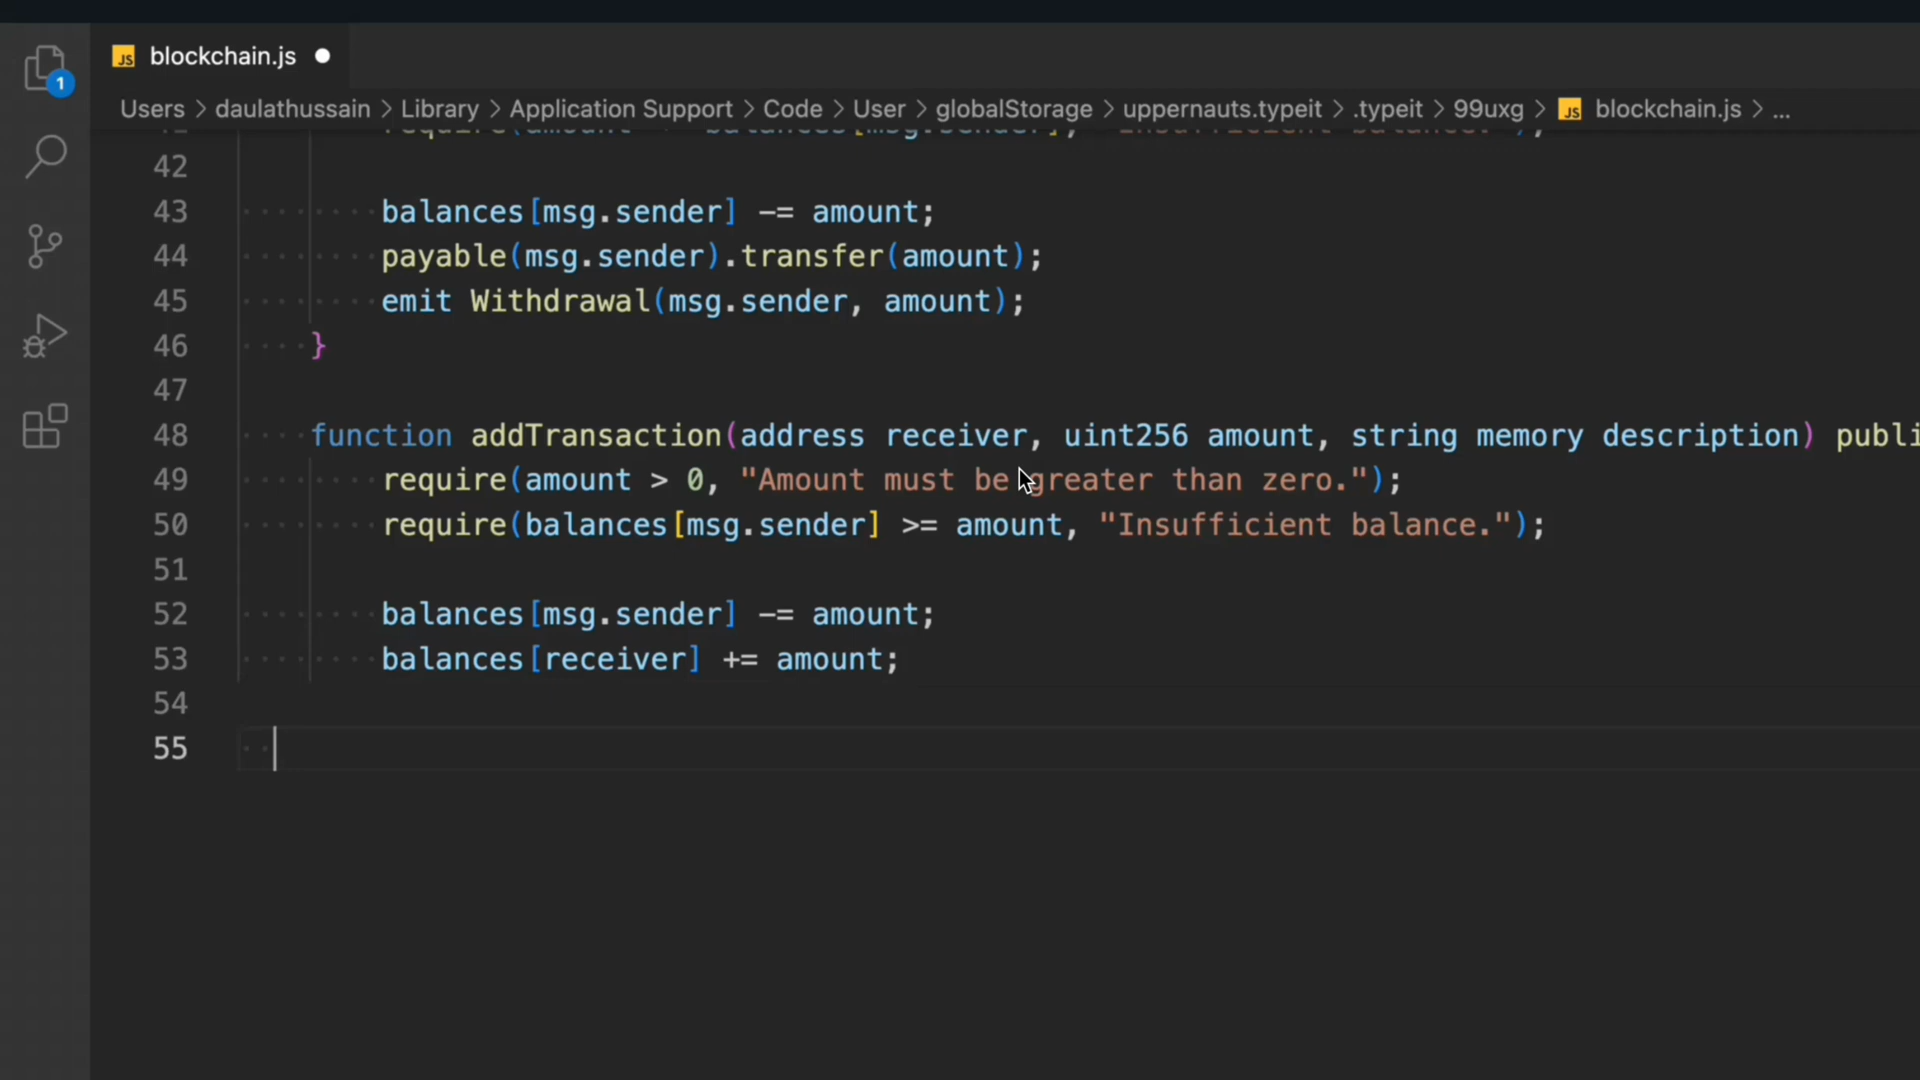 blockchain.js
1
Users > daulathussain > Library > Application Support > Code > User > globalStorage > uppernauts.typeit > .typeit > 99uxg > JS blockchain.js > ...
42
43 balances[msg.sender] -= amount;
44 payable(msg.sender).transfer(amount);
45 emit Withdrawal(msg.sender, amount);
46 }
47
48 function addTransaction(address receiver, uint256 amount, string memory description) publi
49 require(amount > 0, "Amount must be greater than zero.");
50 require(balances[msg.sender] >= amount, "Insufficient balance.");
51
52 balances[msg.sender] -= amount;
53 balances[receiver] += amount;
54
55